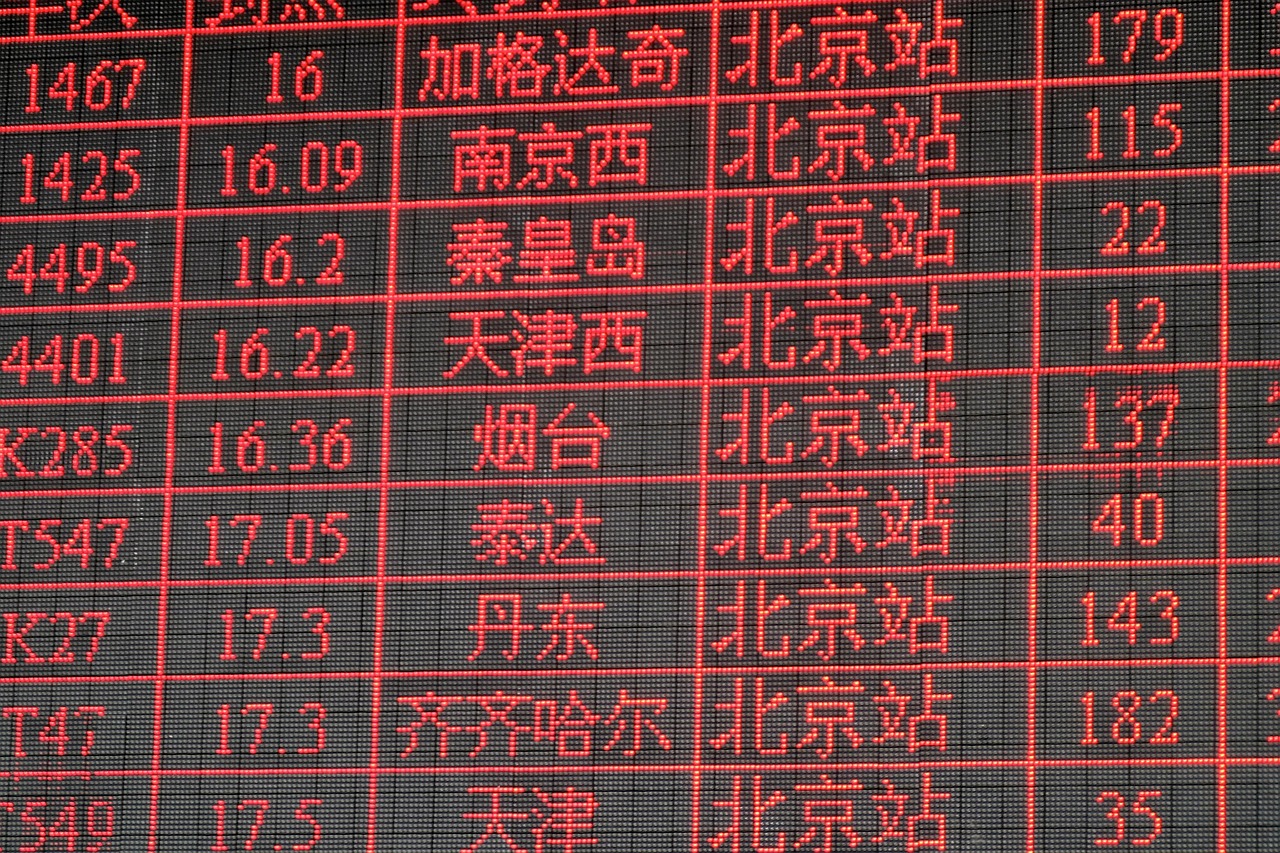 车次 到点
1467 16 加格达奇 北京站 179
1425 16.09 南京西 北京站 115
4495 16.2 秦皇岛 北京站 22
4401 16.22 天津西 北京站 12
K285 16.36 烟台 北京站 137
T547 17.05 泰达 北京站 40
K27 17.3 丹东 北京站 143
T47 17.3 齐齐哈尔 北京站 182
T549 17.5 天津 北京站 35